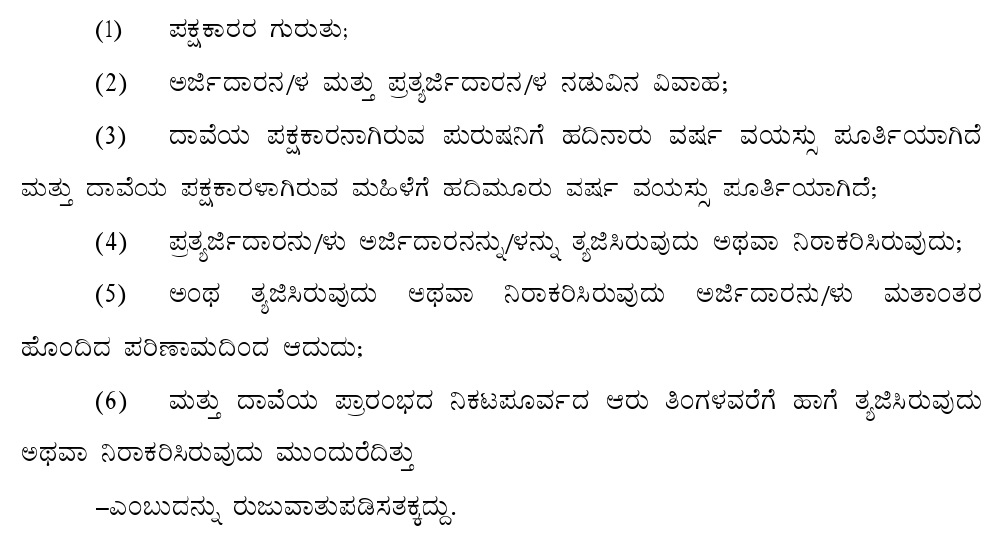 (1) ಪಕ್ಷಕಾರರ ಗುರುತು;
(2) ಅರ್ಜಿದಾರನ/ಳ ಮತ್ತು ಪ್ರತ್ಯರ್ಜಿದಾರನ/ಳ ನಡುವಿನ ವಿವಾಹ;
(3) ದಾವೆಯ ಪಕ್ಷಕಾರನಾಗಿರುವ ಪುರುಷನಿಗೆ ಹದಿನಾರು ವರ್ಷ ವಯಸ್ಸು ಪೂರ್ತಿಯಾಗಿದೆ
ಮತ್ತು ದಾವೆಯ ಪಕ್ಷಕಾರಳಾಗಿರುವ ಮಹಿಳೆಗೆ ಹದಿಮೂರು ವರ್ಷ ವಯಸ್ಸು ಪೂರ್ತಿಯಾಗಿದೆ;
(4) ಪ್ರತ್ಯರ್ಜಿದಾರನು/ಳು ಅರ್ಜಿದಾರನನ್ನು/ಳನ್ನು ತ್ಯಜಿಸಿರುವುದು ಅಥವಾ ನಿರಾಕರಿಸಿರುವುದು;
(5) ಅಂಥ ತ್ಯಜಿಸಿರುವುದು ಅಥವಾ ನಿರಾಕರಿಸಿರುವುದು ಅರ್ಜಿದಾರನು/ಳು ಮತಾಂತರ
ಹೊಂದಿದ ಪರಿಣಾಮದಿಂದ ಆದುದು;
(6) ಮತ್ತು ದಾವೆಯ ಪ್ರಾರಂಭದ ನಿಕಟಪೂರ್ವದ ಆರು ತಿಂಗಳವರೆಗೆ ಹಾಗೆ ತ್ಯಜಿಸಿರುವುದು
ಅಥವಾ ನಿರಾಕರಿಸಿರುವುದು ಮುಂದುರೆದಿತ್ತು
–ಎಂಬುದನ್ನು ರುಜುವಾತುಪಡಿಸತಕ್ಕದ್ದು.